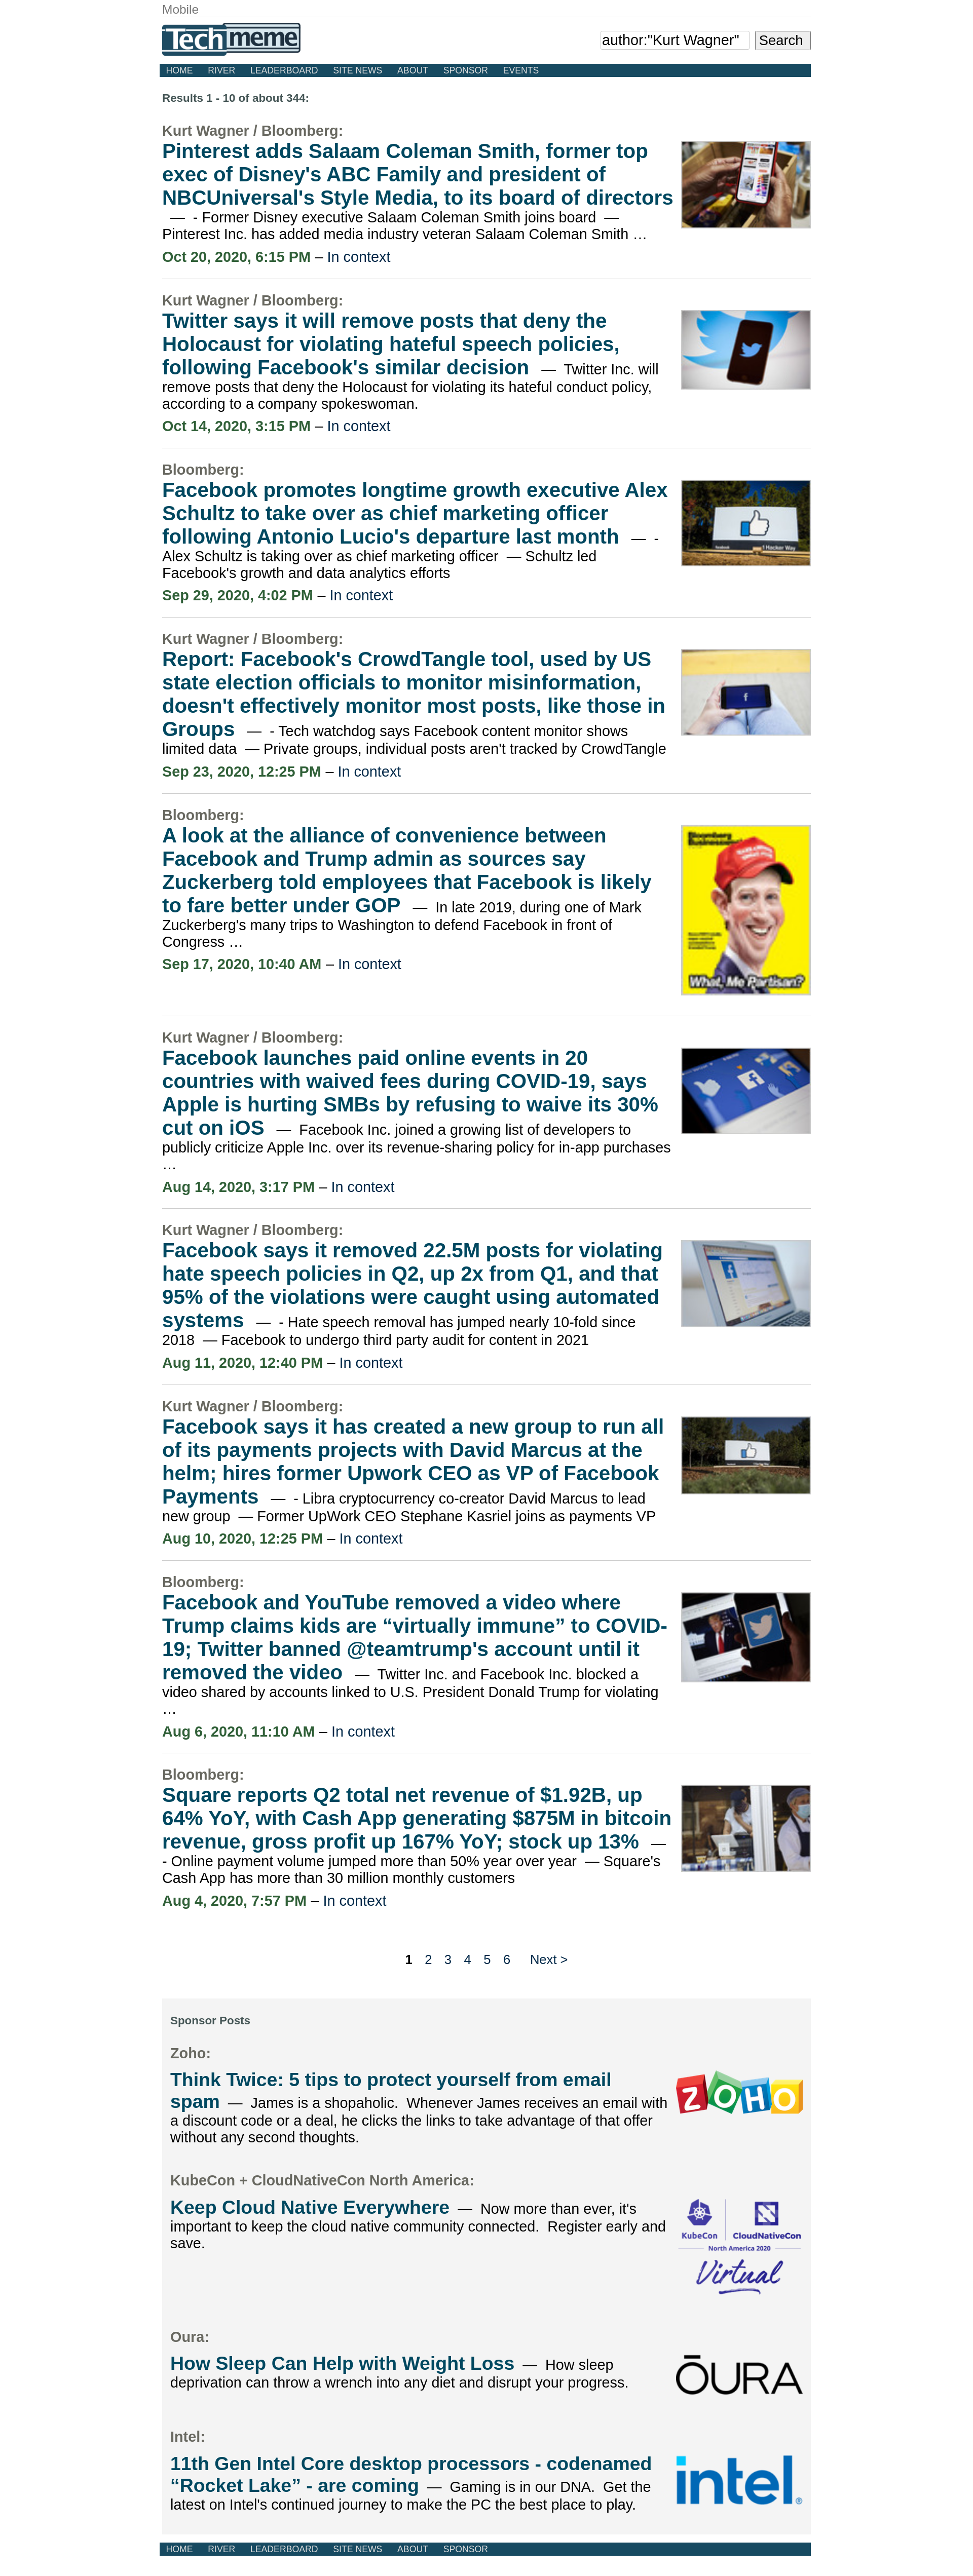 Mobile
Techmeme
author:"Kurt Wagner"
Search
HOME RIVER LEADERBOARD SITE NEWS ABOUT SPONSOR EVENTS
Results 1 - 10 of about 344:
Kurt Wagner / Bloomberg:
Pinterest adds Salaam Coleman Smith, former top
exec of Disney's ABC Family and president of
NBCUniversal's Style Media, to its board of directors
— - Former Disney executive Salaam Coleman Smith joins board —
Pinterest Inc. has added media industry veteran Salaam Coleman Smith …
Oct 20, 2020, 6:15 PM – In context
Kurt Wagner / Bloomberg:
Twitter says it will remove posts that deny the
Holocaust for violating hateful speech policies,
following Facebook's similar decision — Twitter Inc. will
remove posts that deny the Holocaust for violating its hateful conduct policy,
according to a company spokeswoman.
Oct 14, 2020, 3:15 PM – In context
Bloomberg:
Facebook promotes longtime growth executive Alex
Schultz to take over as chief marketing officer
following Antonio Lucio's departure last month — -
Alex Schultz is taking over as chief marketing officer — Schultz led
Facebook's growth and data analytics efforts
Sep 29, 2020, 4:02 PM – In context
Kurt Wagner / Bloomberg:
Report: Facebook's CrowdTangle tool, used by US
state election officials to monitor misinformation,
doesn't effectively monitor most posts, like those in
Groups — - Tech watchdog says Facebook content monitor shows
limited data — Private groups, individual posts aren't tracked by CrowdTangle
Sep 23, 2020, 12:25 PM – In context
Bloomberg:
A look at the alliance of convenience between
Facebook and Trump admin as sources say
Zuckerberg told employees that Facebook is likely
to fare better under GOP — In late 2019, during one of Mark
Zuckerberg's many trips to Washington to defend Facebook in front of
Congress …
Sep 17, 2020, 10:40 AM – In context
Bloomberg
Businessweek
What, Me Partisan?
Kurt Wagner / Bloomberg:
Facebook launches paid online events in 20
countries with waived fees during COVID-19, says
Apple is hurting SMBs by refusing to waive its 30%
cut on iOS — Facebook Inc. joined a growing list of developers to
publicly criticize Apple Inc. over its revenue-sharing policy for in-app purchases
…
Aug 14, 2020, 3:17 PM – In context
Kurt Wagner / Bloomberg:
Facebook says it removed 22.5M posts for violating
hate speech policies in Q2, up 2x from Q1, and that
95% of the violations were caught using automated
systems — - Hate speech removal has jumped nearly 10-fold since
2018 — Facebook to undergo third party audit for content in 2021
Aug 11, 2020, 12:40 PM – In context
Kurt Wagner / Bloomberg:
Facebook says it has created a new group to run all
of its payments projects with David Marcus at the
helm; hires former Upwork CEO as VP of Facebook
Payments — - Libra cryptocurrency co-creator David Marcus to lead
new group — Former UpWork CEO Stephane Kasriel joins as payments VP
Aug 10, 2020, 12:25 PM – In context
Bloomberg:
Facebook and YouTube removed a video where
Trump claims kids are “virtually immune” to COVID-
19; Twitter banned @teamtrump's account until it
removed the video — Twitter Inc. and Facebook Inc. blocked a
video shared by accounts linked to U.S. President Donald Trump for violating
…
Aug 6, 2020, 11:10 AM – In context
Bloomberg:
Square reports Q2 total net revenue of $1.92B, up
64% YoY, with Cash App generating $875M in bitcoin
revenue, gross profit up 167% YoY; stock up 13% —
- Online payment volume jumped more than 50% year over year — Square's
Cash App has more than 30 million monthly customers
Aug 4, 2020, 7:57 PM – In context
1 2 3 4 5 6 Next >
Sponsor Posts
Zoho:
Think Twice: 5 tips to protect yourself from email
spam — James is a shopaholic. Whenever James receives an email with
a discount code or a deal, he clicks the links to take advantage of that offer
without any second thoughts.
ZOHO
KubeCon + CloudNativeCon North America:
Keep Cloud Native Everywhere — Now more than ever, it's
important to keep the cloud native community connected. Register early and
save.
KubeCon CloudNativeCon
North America 2020
Virtual
Oura:
How Sleep Can Help with Weight Loss — How sleep
deprivation can throw a wrench into any diet and disrupt your progress.
ŌURA
Intel:
11th Gen Intel Core desktop processors - codenamed
“Rocket Lake” - are coming — Gaming is in our DNA. Get the
latest on Intel's continued journey to make the PC the best place to play.
intel®
HOME RIVER LEADERBOARD SITE NEWS ABOUT SPONSOR